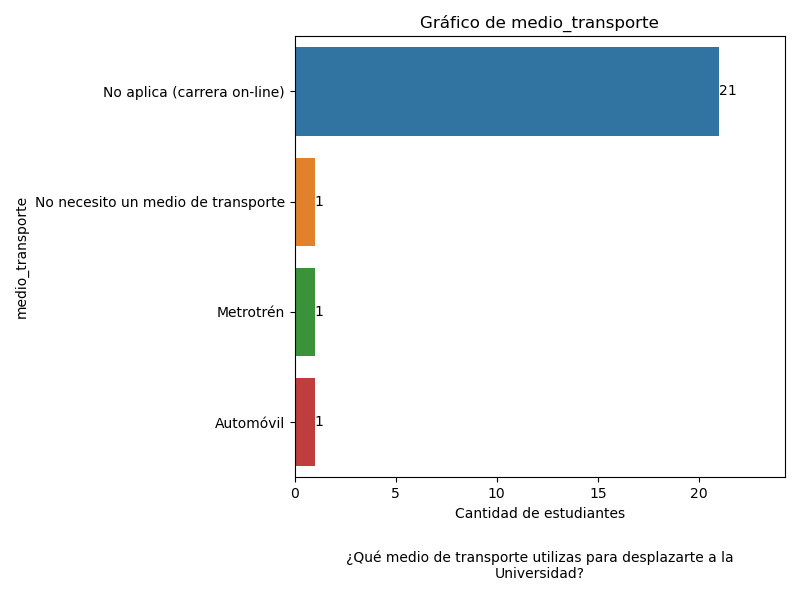 Gráfico de medio_transporte
medio_transporte
No aplica (carrera on-line)
21
No necesito un medio de transporte
1
Metrotrén
1
Automóvil
1
0
5
10
15
20
Cantidad de estudiantes
¿Qué medio de transporte utilizas para desplazarte a la
Universidad?